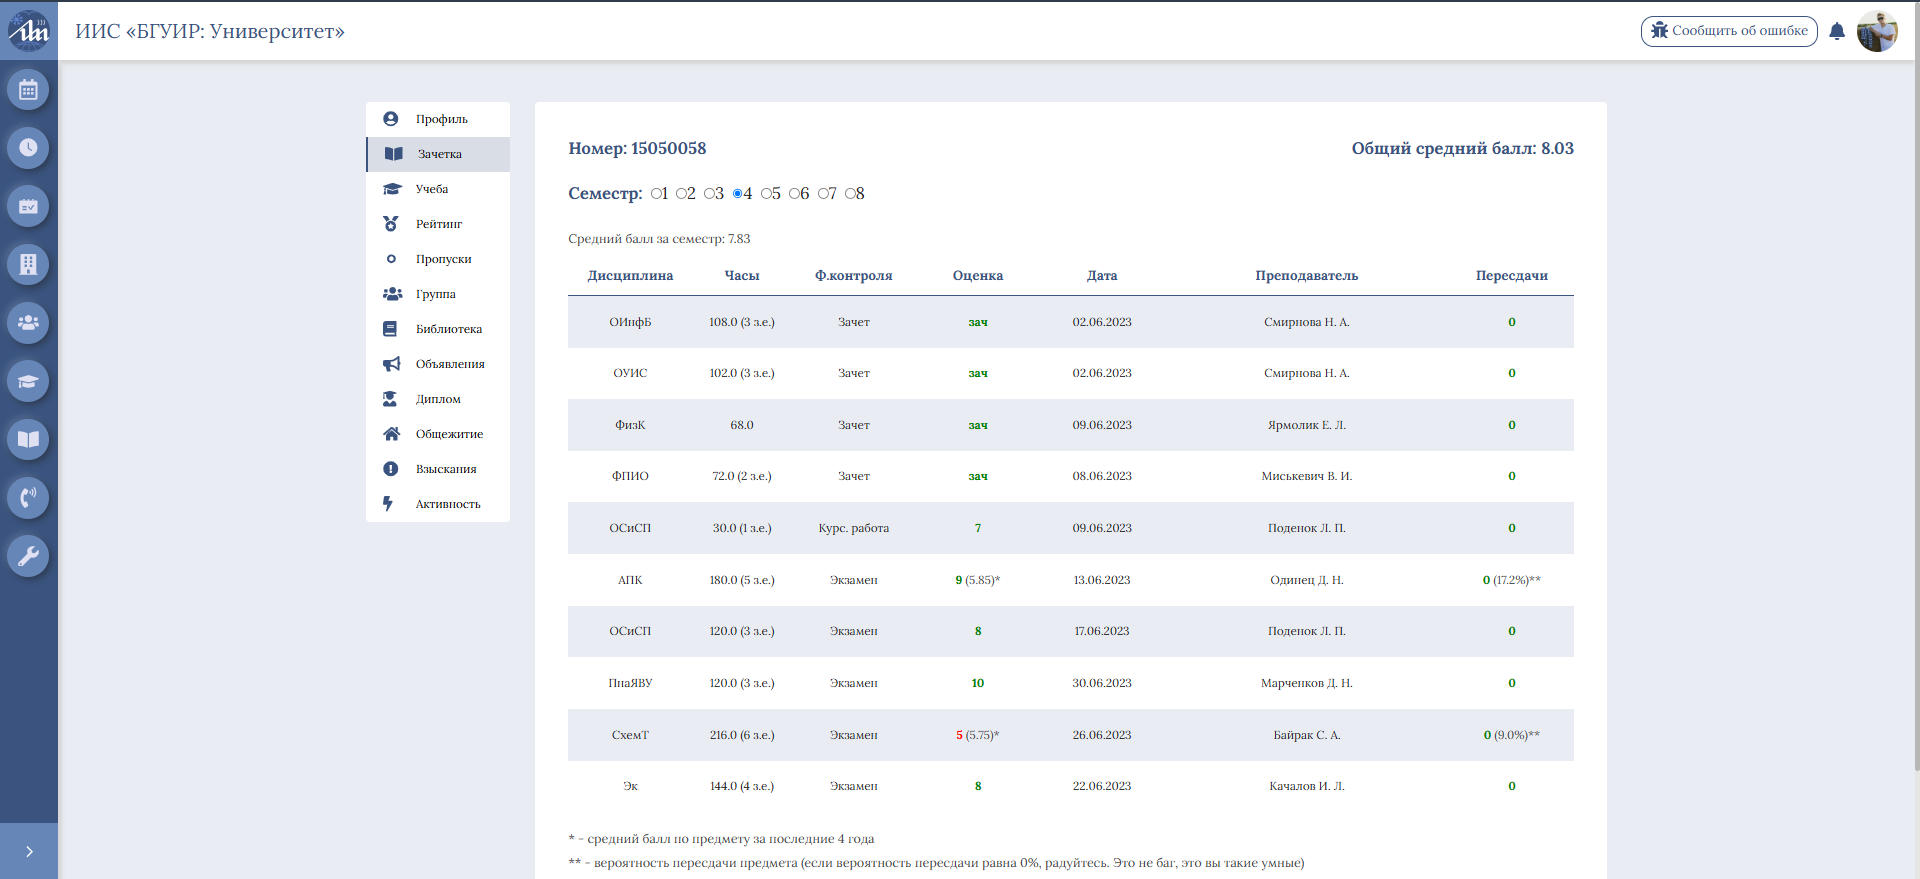 ИИС «БГУИР: Университет»
Сообщить об ошибке
Профиль
Зачетка
Учеба
Рейтинг
Пропуски
Группа
Библиотека
Объявления
Диплом
Общежитие
Взыскания
Активность
Номер: 15050058 Общий средний балл: 8.03
Семестр: 1 2 3 4 5 6 7 8
Средний балл за семестр: 7.83
Дисциплина Часы Ф.контроля Оценка Дата Преподаватель Пересдачи
ОИнфБ 108.0 (3 з.е.) Зачет зач 02.06.2023 Смирнова Н. А. 0
ОУИС 102.0 (3 з.е.) Зачет зач 02.06.2023 Смирнова Н. А. 0
ФизК 68.0 Зачет зач 09.06.2023 Ярмолик Е. Л. 0
ФПИО 72.0 (2 з.е.) Зачет зач 08.06.2023 Миськевич В. И. 0
ОСиСП 30.0 (1 з.е.) Курс. работа 7 09.06.2023 Поденок Л. П. 0
АПК 180.0 (5 з.е.) Экзамен 9 (5.85)* 13.06.2023 Одинец Д. Н. 0 (17.2%)**
ОСиСП 120.0 (3 з.е.) Экзамен 8 17.06.2023 Поденок Л. П. 0
ПнаЯВУ 120.0 (3 з.е.) Экзамен 10 30.06.2023 Марченков Д. Н. 0
СхемТ 216.0 (6 з.е.) Экзамен 5 (5.75)* 26.06.2023 Байрак С. А. 0 (9.0%)**
Эк 144.0 (4 з.е.) Экзамен 8 22.06.2023 Качалов И. Л. 0
* - средний балл по предмету за последние 4 года
** - вероятность пересдачи предмета (если вероятность пересдачи равна 0%, радуйтесь. Это не баг, это вы такие умные)